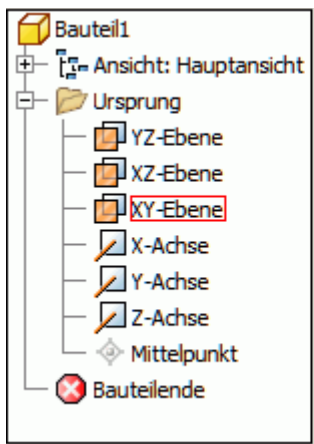 Bauteil1
Ansicht: Hauptansicht
Ursprung
YZ-Ebene
XZ-Ebene
XY-Ebene
X-Achse
Y-Achse
Z-Achse
Mittelpunkt
Bauteilende